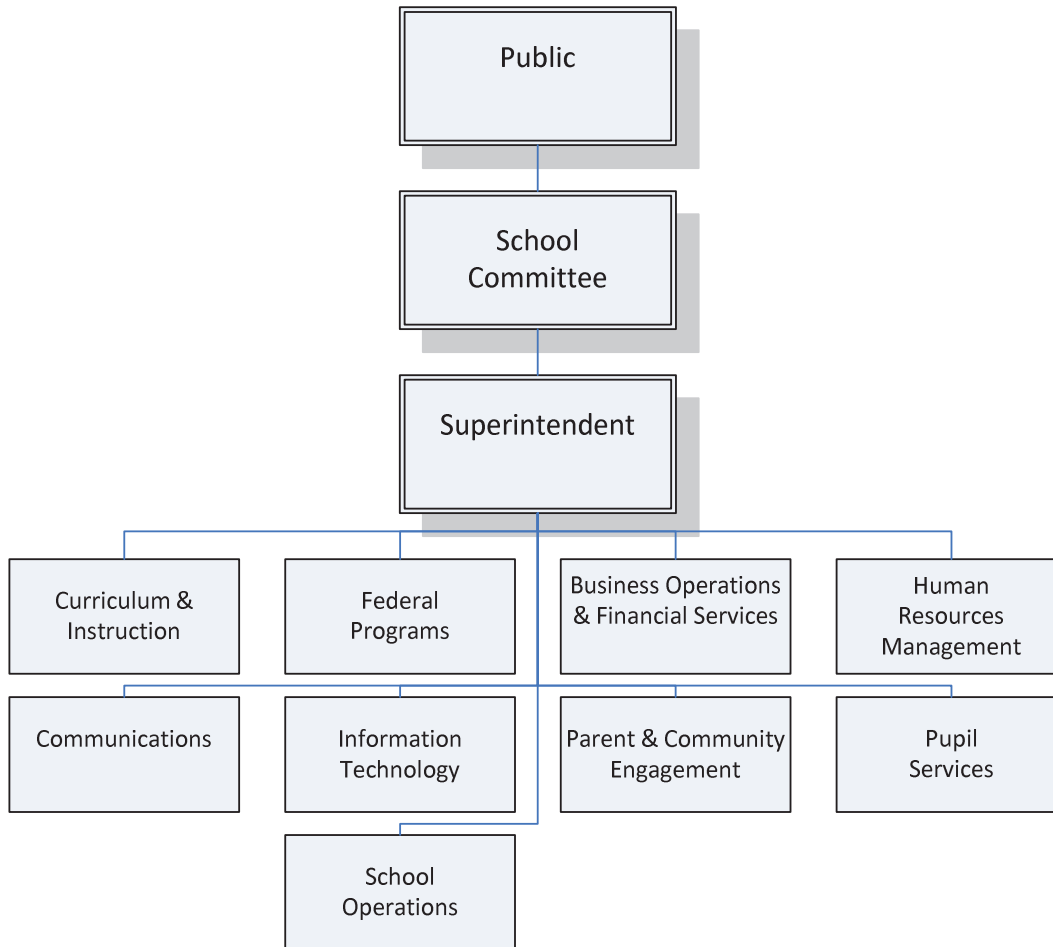 Public
School
Committee
Superintendent
Curriculum &
Instruction
Federal
Programs
Business Operations
& Financial Services
Human
Resources
Management
Communications
Information
Technology
Parent & Community
Engagement
Pupil
Services
School
Operations